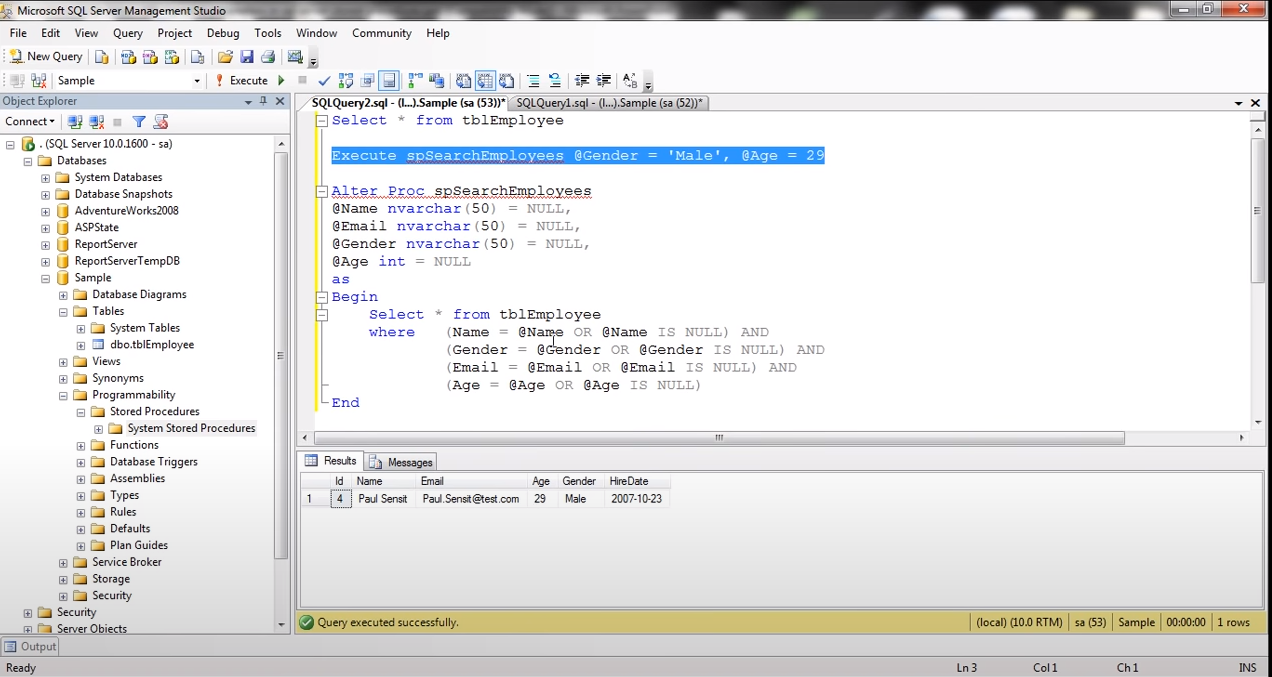 Microsoft SQL Server Management Studio
File Edit View Query Project Debug Tools Window Community Help
New Query
Sample Execute
Object Explorer
Connect
. (SQL Server 10.0.1600 - sa)
Databases
System Databases
Database Snapshots
AdventureWorks2008
ASPState
ReportServer
ReportServerTempDB
Sample
Database Diagrams
Tables
System Tables
dbo.tblEmployee
Views
Synonyms
Programmability
Stored Procedures
System Stored Procedures
Functions
Database Triggers
Assemblies
Types
Rules
Defaults
Plan Guides
Service Broker
Storage
Security
Security
Server Objects
SQLQuery2.sql - (l...).Sample (sa (53))* SQLQuery1.sql - (l...).Sample (sa (52))*
Select * from tblEmployee
Execute spSearchEmployees @Gender = 'Male', @Age = 29
Alter Proc spSearchEmployees
@Name nvarchar(50) = NULL,
@Email nvarchar(50) = NULL,
@Gender nvarchar(50) = NULL,
@Age int = NULL
as
Begin
Select * from tblEmployee
where (Name = @Name OR @Name IS NULL) AND
(Gender = @Gender OR @Gender IS NULL) AND
(Email = @Email OR @Email IS NULL) AND
(Age = @Age OR @Age IS NULL)
End
Results Messages
Id Name Email Age Gender HireDate
1 4 Paul Sensit Paul.Sensit@test.com 29 Male 2007-10-23
Query executed successfully. (local) (10.0 RTM) sa (53) Sample 00:00:00 1 rows
Output
Ready Ln 3 Col 1 Ch 1 INS